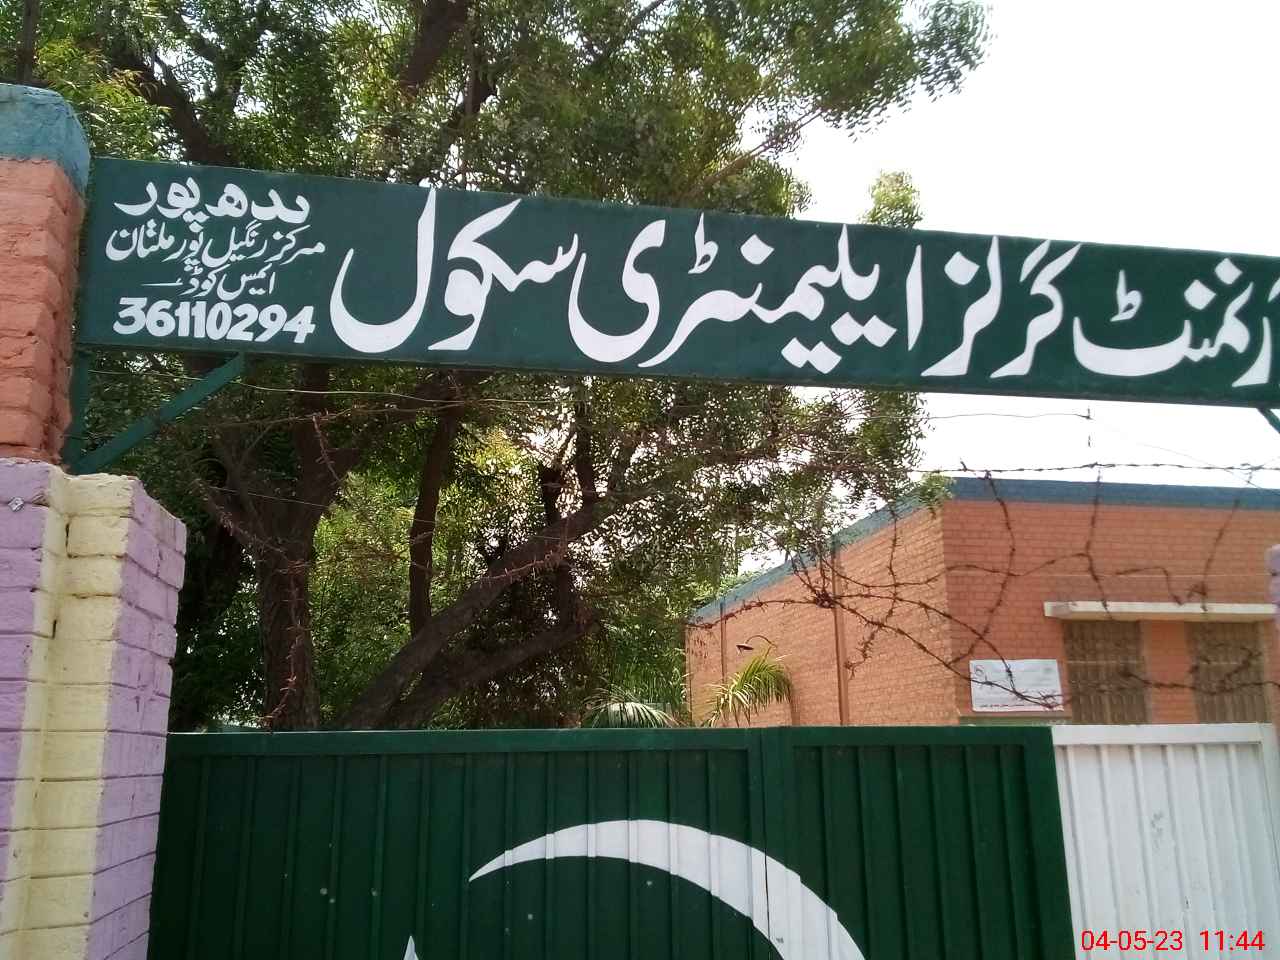 رنمنٹ گرلز ایلیمنٹری سکول
بدھ پور
مرکز رنگیل پور ملتان
ایمس کوڈ
36110294
04-05-23 11:44